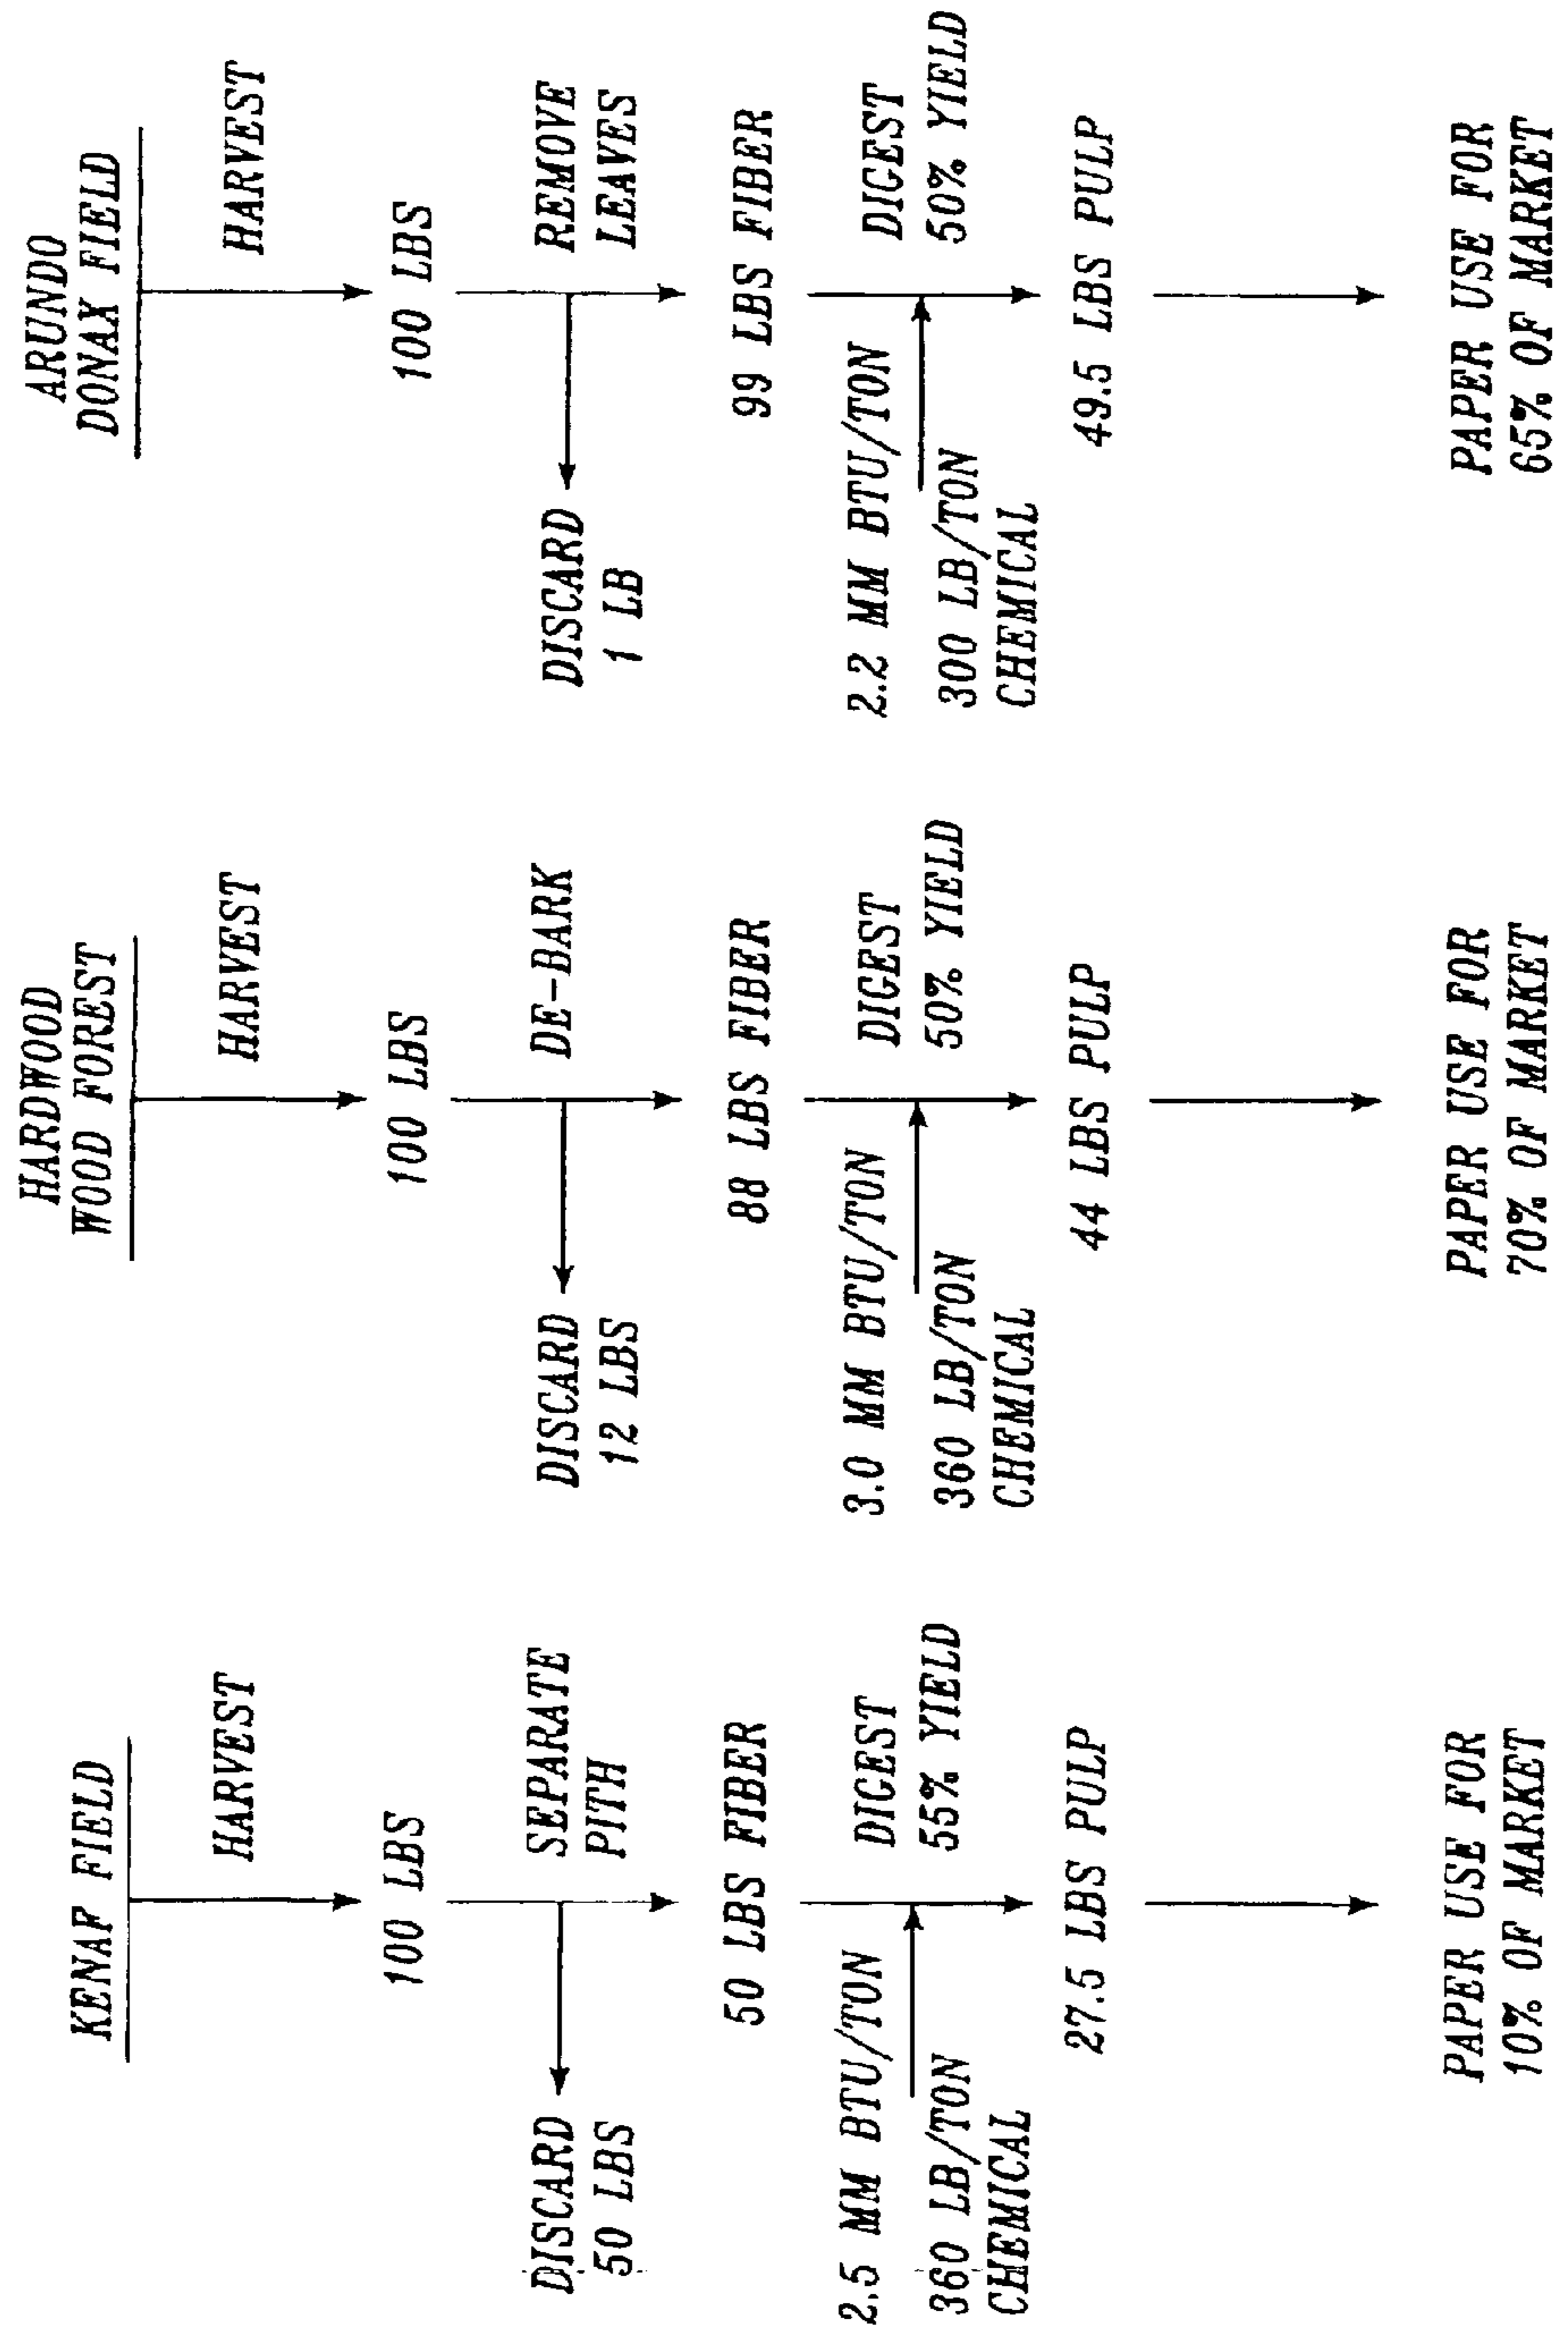 KENAF FIELD
HARVEST
100 LBS
SEPARATE
PITH
DISCARD
50 LBS
50 LBS FIBER
DIGEST
55% YIELD
2.5 MM BTU/TON
360 LB/TON
CHEMICAL
27.5 LBS PULP
PAPER USE FOR
10% OF MARKET
HARDWOOD
WOOD FOREST
HARVEST
100 LBS
DE-BARK
DISCARD
12 LBS
88 LBS FIBER
DIGEST
50% YIELD
3.0 MM BTU/TON
360 LB/TON
CHEMICAL
44 LBS PULP
PAPER USE FOR
70% OF MARKET
ARUNDO
DONAX FIELD
HARVEST
100 LBS
REMOVE
LEAVES
DISCARD
1 LB
99 LBS FIBER
DIGEST
50% YIELD
2.2 MM BTU/TON
300 LB/TON
CHEMICAL
49.5 LBS PULP
PAPER USE FOR
65% OF MARKET